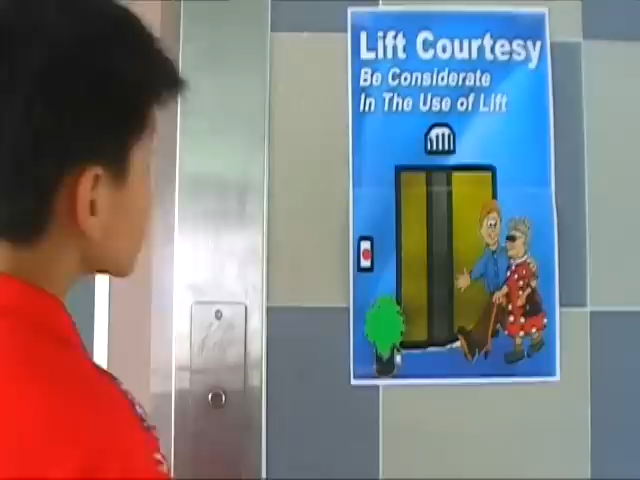 Lift Courtesy
Be Considerate
In The Use of Lift